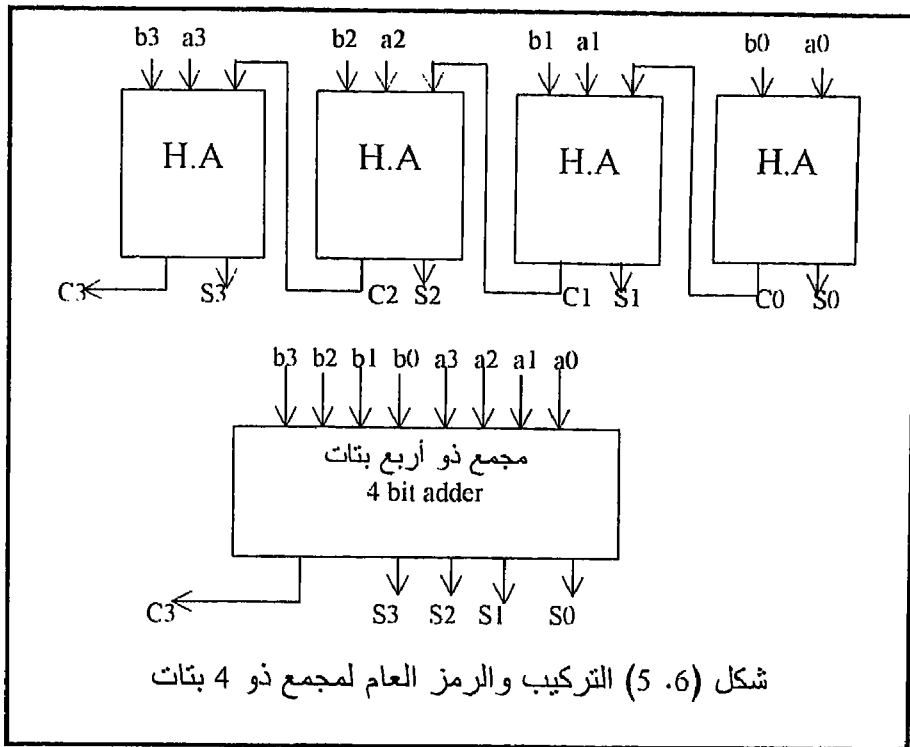 b3 a3 b2 a2 b1 a1 b0 a0
H.A H.A H.A H.A
C3 S3 C2 S2 C1 S1 C0 S0
b3 b2 b1 b0 a3 a2 a1 a0
مجمع ذو أربع بتات
4 bit adder
C3 S3 S2 S1 S0
شكل (6. 5) التركيب والرمز العام لمجمع ذو 4 بتات